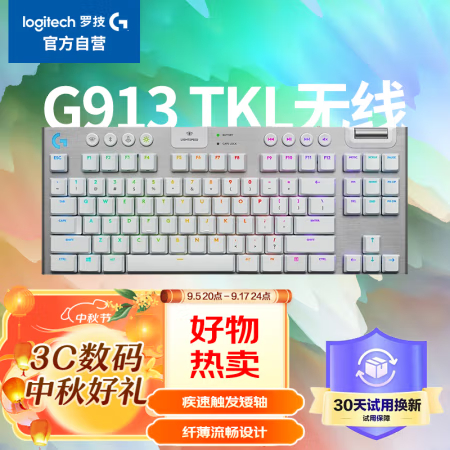 logitech 罗技 G
官方自营
G913 TKL无线
9.5 20点 - 9.17 24点
中秋节
3C数码
中秋好礼
好物
热卖
疾速触发矮轴
纤薄流畅设计
30天试用换新
试用保障